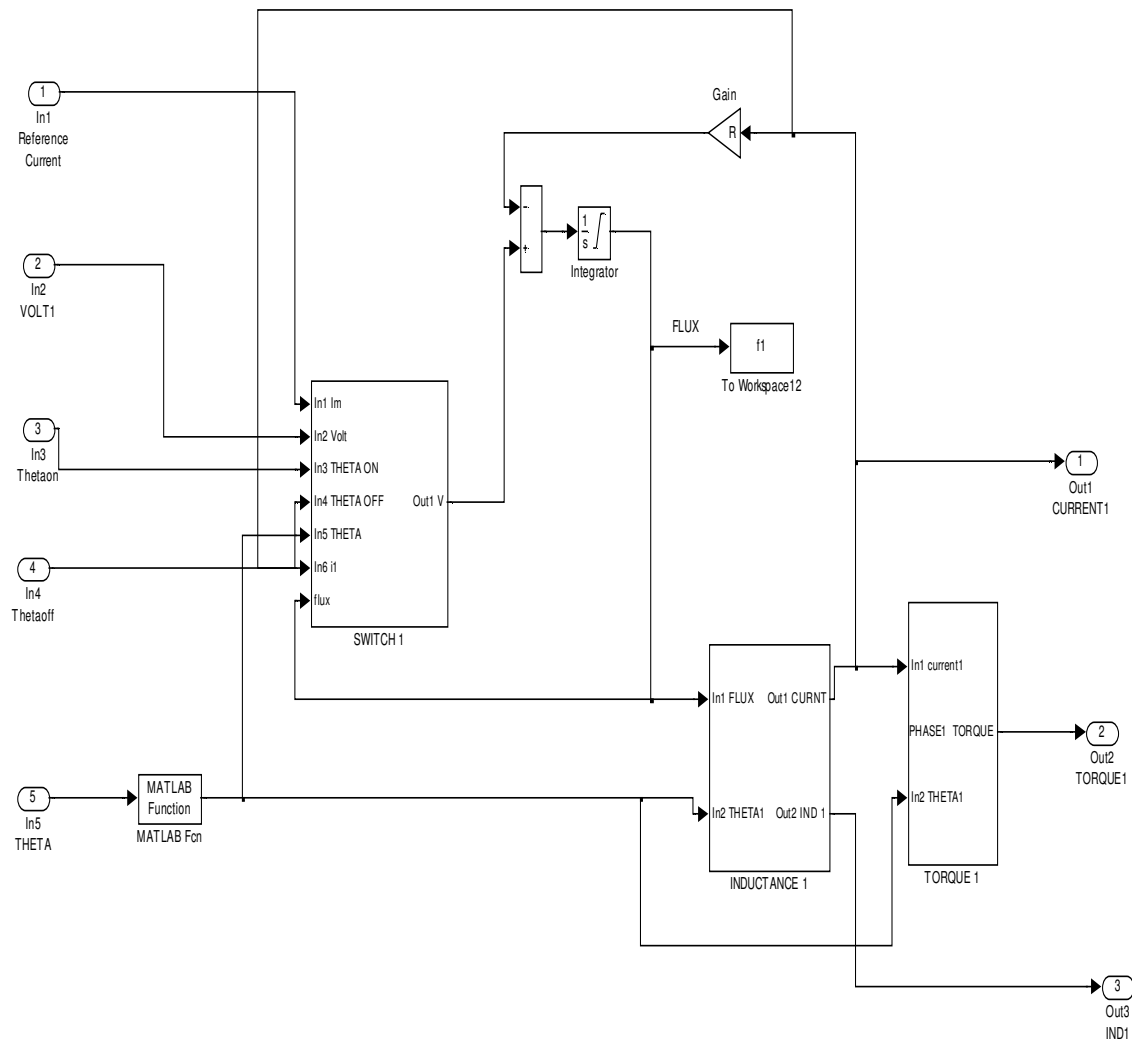 1
In1
Reference
Current
Gain
R
-
+
1
s
Integrator
2
In2
VOLT1
FLUX
f1
To Workspace12
In1 Im
In2 Volt
In3 THETA ON
In4 THETA OFF
In5 THETA
In6 i1
flux
Out1 V
SWITCH 1
3
In3
Thetaon
4
In4
Thetaoff
1
Out1
CURRENT1
In1 FLUX
Out1 CURNT
In2 THETA1
Out2 IND 1
INDUCTANCE 1
In1 current1
PHASE1 TORQUE
In2 THETA1
TORQUE 1
2
Out2
TORQUE1
5
In5
THETA
MATLAB
Function
MATLAB Fcn
3
Out3
IND1